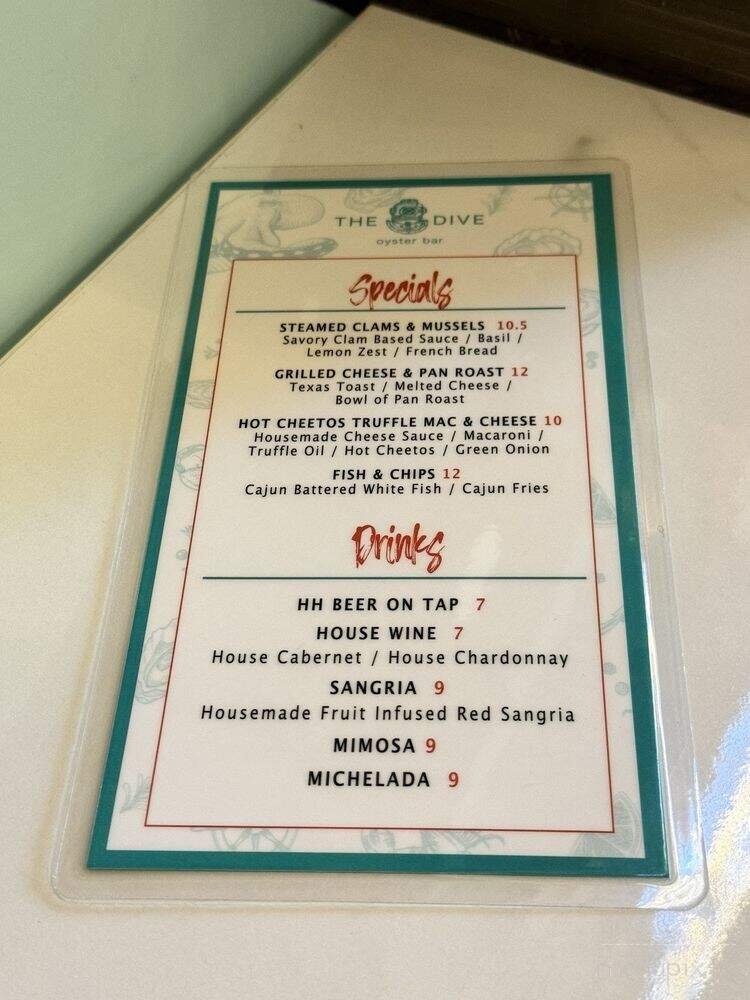 THE DIVE
oyster bar
Specials
STEAMED CLAMS & MUSSELS 10.5
Savory Clam Based Sauce / Basil /
Lemon Zest / French Bread
GRILLED CHEESE & PAN ROAST 12
Texas Toast / Melted Cheese /
Bowl of Pan Roast
HOT CHEETOS TRUFFLE MAC & CHEESE 10
Housemade Cheese Sauce / Macaroni /
Truffle Oil / Hot Cheetos / Green Onion
FISH & CHIPS 12
Cajun Battered White Fish / Cajun Fries
Drinks
HH BEER ON TAP 7
HOUSE WINE 7
House Cabernet / House Chardonnay
SANGRIA 9
Housemade Fruit Infused Red Sangria
MIMOSA 9
MICHELADA 9